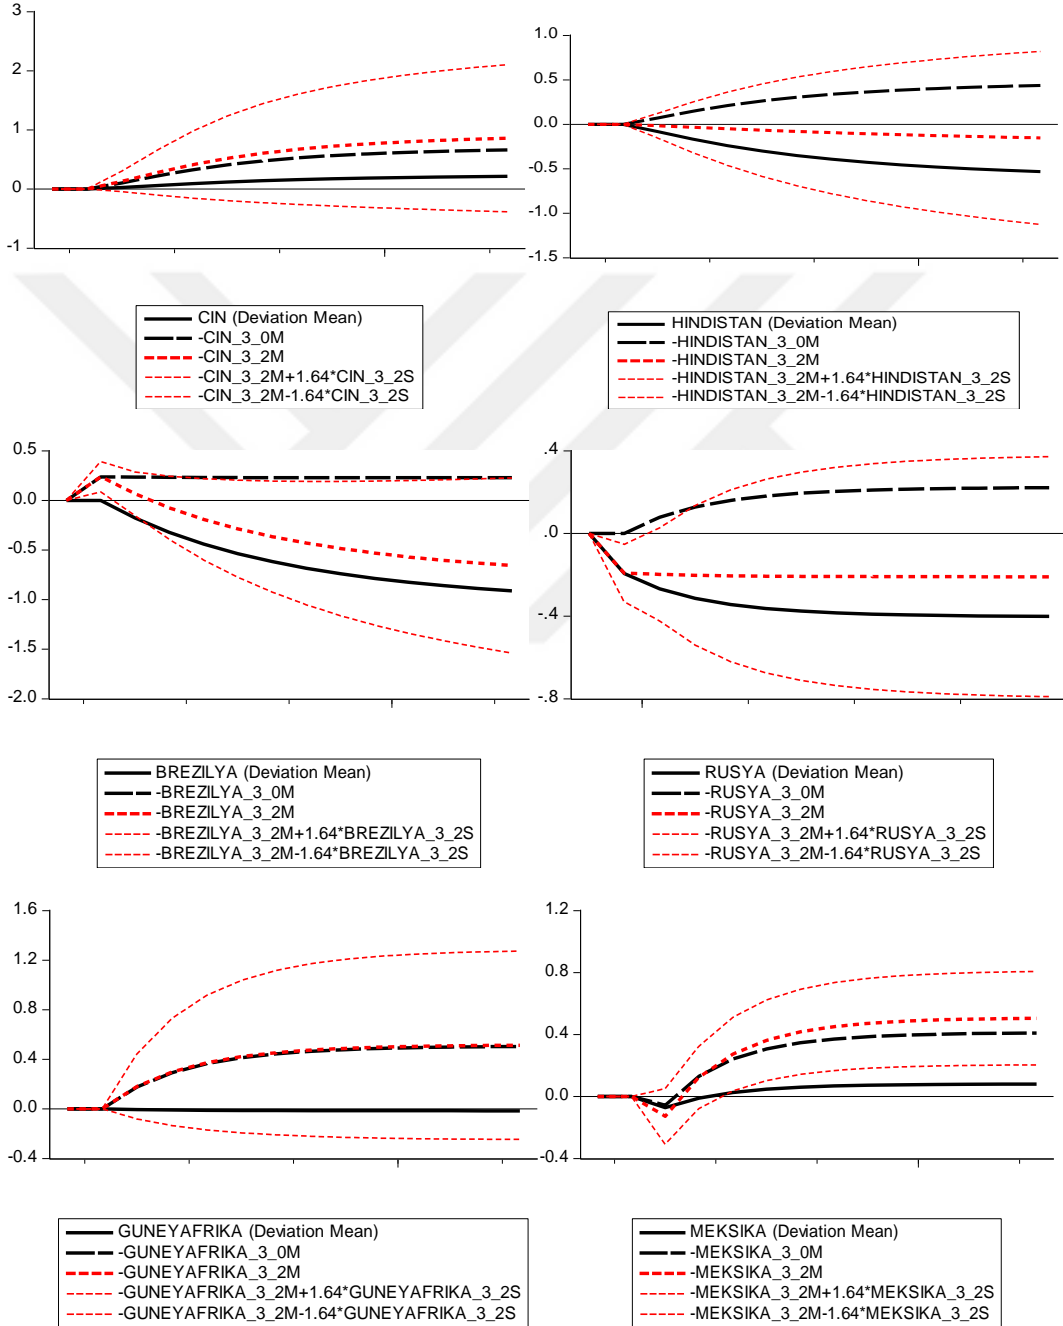 3
2
1
0
-1
CIN (Deviation Mean)
-CIN_3_0M
-CIN_3_2M
-CIN_3_2M+1.64*CIN_3_2S
-CIN_3_2M-1.64*CIN_3_2S
1.0
0.5
0.0
-0.5
-1.0
-1.5
HINDISTAN (Deviation Mean)
-HINDISTAN_3_0M
-HINDISTAN_3_2M
-HINDISTAN_3_2M+1.64*HINDISTAN_3_2S
-HINDISTAN_3_2M-1.64*HINDISTAN_3_2S
0.5
0.0
-0.5
-1.0
-1.5
-2.0
BREZILYA (Deviation Mean)
-BREZILYA_3_0M
-BREZILYA_3_2M
-BREZILYA_3_2M+1.64*BREZILYA_3_2S
-BREZILYA_3_2M-1.64*BREZILYA_3_2S
.4
.0
-.4
-.8
RUSYA (Deviation Mean)
-RUSYA_3_0M
-RUSYA_3_2M
-RUSYA_3_2M+1.64*RUSYA_3_2S
-RUSYA_3_2M-1.64*RUSYA_3_2S
1.6
1.2
0.8
0.4
0.0
-0.4
GUNEYAFRIKA (Deviation Mean)
-GUNEYAFRIKA_3_0M
-GUNEYAFRIKA_3_2M
-GUNEYAFRIKA_3_2M+1.64*GUNEYAFRIKA_3_2S
-GUNEYAFRIKA_3_2M-1.64*GUNEYAFRIKA_3_2S
1.2
0.8
0.4
0.0
-0.4
MEKSIKA (Deviation Mean)
-MEKSIKA_3_0M
-MEKSIKA_3_2M
-MEKSIKA_3_2M+1.64*MEKSIKA_3_2S
-MEKSIKA_3_2M-1.64*MEKSIKA_3_2S